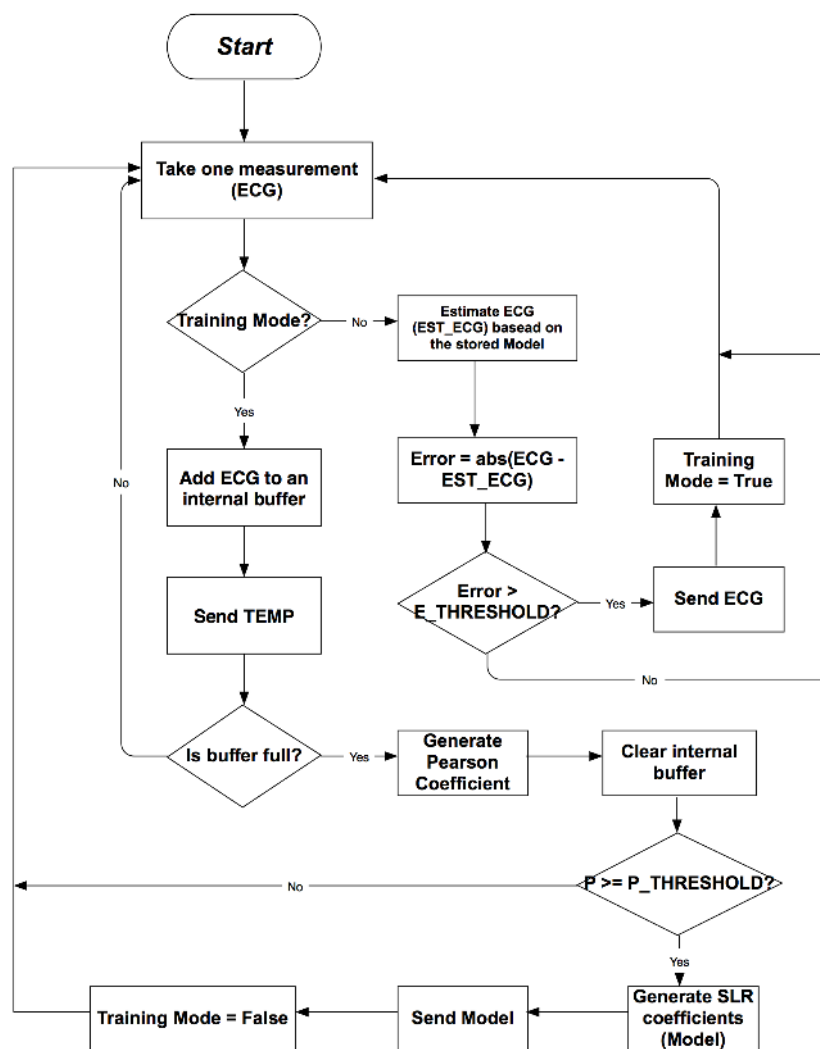 Start
Take one measurement
(ECG)
Training Mode?
No
Estimate ECG
(EST_ECG) basead on
the stored Model
Yes
Add ECG to an
internal buffer
No
Error = abs(ECG -
EST_ECG)
Training
Mode = True
Send TEMP
Error >
E_THRESHOLD?
Yes
Send ECG
No
Is buffer full?
Yes
Generate
Pearson
Coefficient
Clear internal
buffer
P >= P_THRESHOLD?
No
Yes
Generate SLR
coefficients
(Model)
Send Model
Training Mode = False